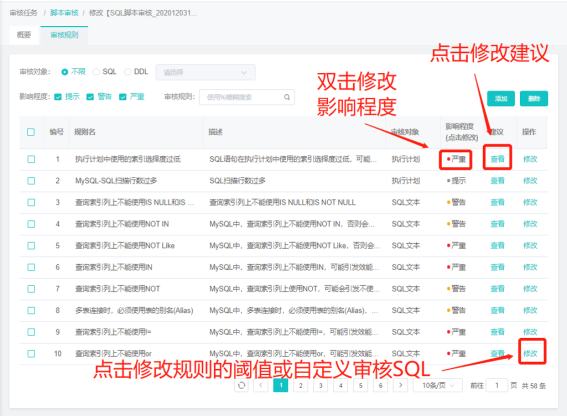 审核任务 / 脚本审核 / 修改【SQL脚本审核_202012031...
概要 审核规则
点击修改建议
审核对象: 不限 SQL DDL 请选择
双击修改
影响程度
影响程度: 提示 警告 严重 审核规则: 使用%模糊搜索 添加 删除
编号 规则名 描述 审核对象 影响程度(点击修改) 建议 操作
1 执行计划中使用的索引选择度过低 SQL语句在执行计划中使用的索引选择度过低，可能... 执行计划 严重 查看 修改
2 MySQL-SQL扫描行数过多 SQL扫描行数过多 执行计划 提示 查看 修改
3 查询索引列上不能使用IS NULL和IS ... 查询索引列上不能使用IS NULL和IS NOT NULL SQL文本 警告 查看 修改
4 查询索引列上不能使用NOT IN MySQL中，查询索引列上不能使用NOT IN，否则会... SQL文本 警告 查看 修改
5 查询索引列上不能使用NOT Like MySQL中，查询索引列上不能使用NOT Like，否则会... SQL文本 严重 查看 修改
6 查询索引列上不能使用IN MySQL中，查询索引列上不能使用IN，可能引发效能... SQL文本 严重 查看 修改
7 查询索引列上不能使用NOT MySQL中，查询索引列上使用NOT，可能会引发不使... SQL文本 警告 查看 修改
8 多表连接时，必须使用表的别名(Alias) MySQL中，多表连接时，必须使用表的别名(Alias)，... SQL文本 警告 查看 修改
9 查询索引列上不能使用!= MySQL中，查询索引列上不能使用!=，可能引发效能... SQL文本 严重 查看 修改
10 查询索引列上不能使用or MySQL中，查询索引列上不能使用or，可能引发效能... SQL文本 严重 查看 修改
点击修改规则的阈值或自定义审核SQL
1 2 3 4 5 6 10条/页 前往 1 页 共 58 条